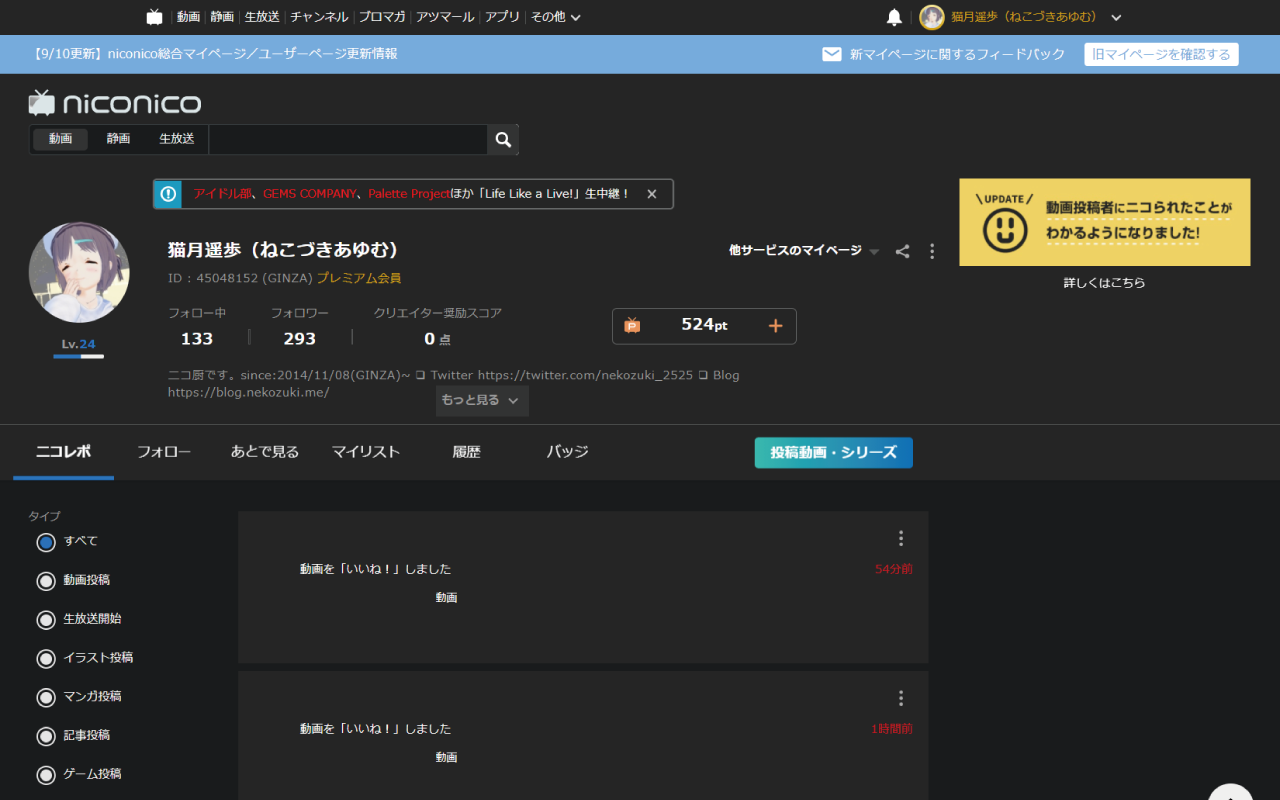 動画 静画 生放送 チャンネル ブロマガ アツマール アプリ その他 猫月遥歩（ねこづきあゆむ）
【9/10更新】niconico総合マイページ／ユーザーページ更新情報 新マイページに関するフィードバック 旧マイページを確認する
niconico
動画 静画 生放送
アイドル部、GEMS COMPANY、Palette Projectほか「Life Like a Live!」生中継！
UPDATE
動画投稿者にニコられたことが
わかるようになりました!
詳しくはこちら
猫月遥歩（ねこづきあゆむ） 他サービスのマイページ
ID : 45048152 (GINZA) プレミアム会員
フォロー中 フォロワー クリエイター奨励スコア
133 293 0 点
P 524pt +
Lv.24
ニコ厨です。since:2014/11/08(GINZA)~ ❏ Twitter https://twitter.com/nekozuki_2525 ❏ Blog
https://blog.nekozuki.me/
もっと見る
ニコレポ フォロー あとで見る マイリスト 履歴 バッジ 投稿動画・シリーズ
タイプ
すべて
動画投稿
生放送開始
イラスト投稿
マンガ投稿
記事投稿
ゲーム投稿
動画を「いいね！」しました 54分前
動画
動画を「いいね！」しました 1時間前
動画